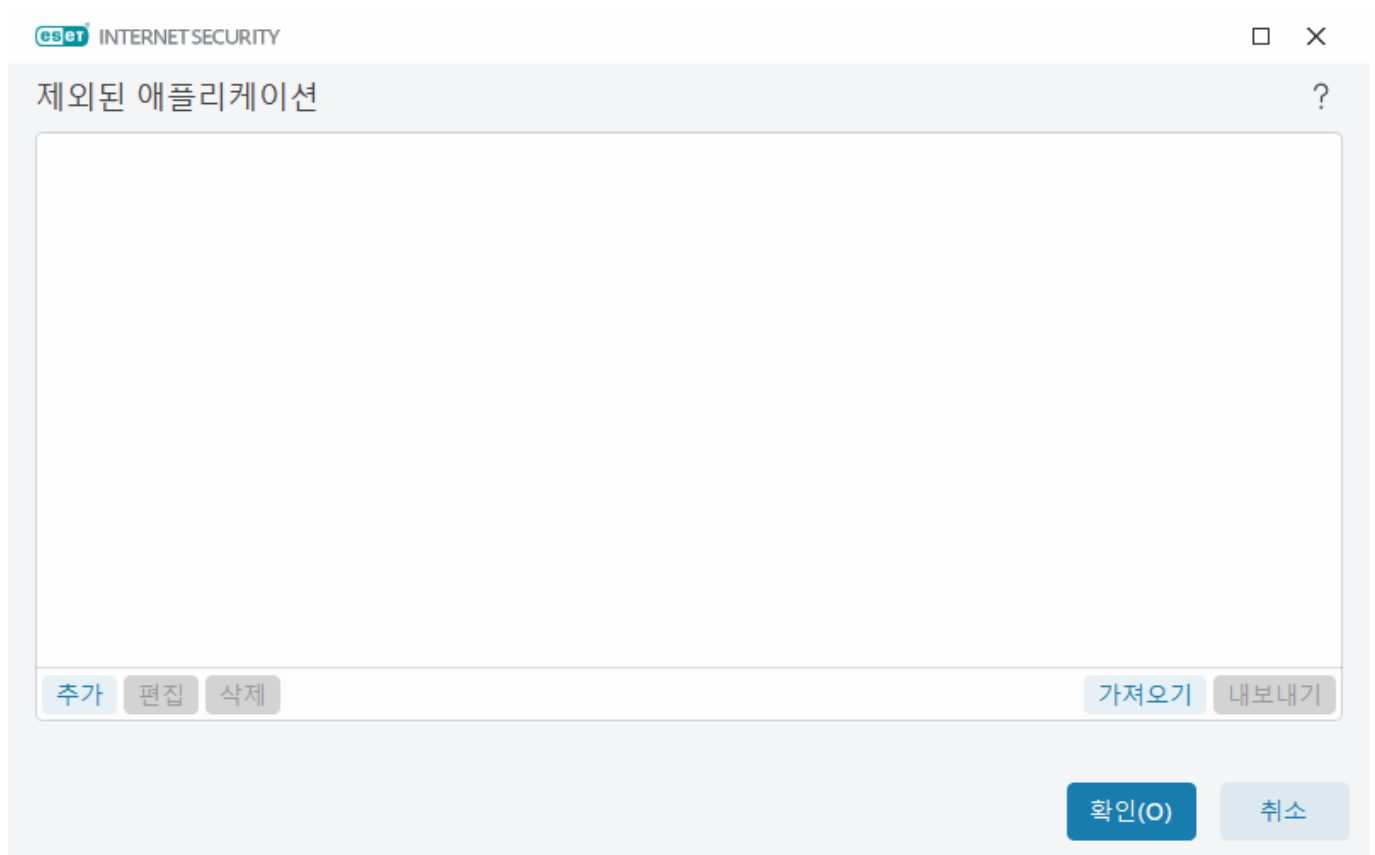 eseT INTERNET SECURITY
제외된 애플리케이션 ?
추가 편집 삭제 가져오기 내보내기
확인(O) 취소